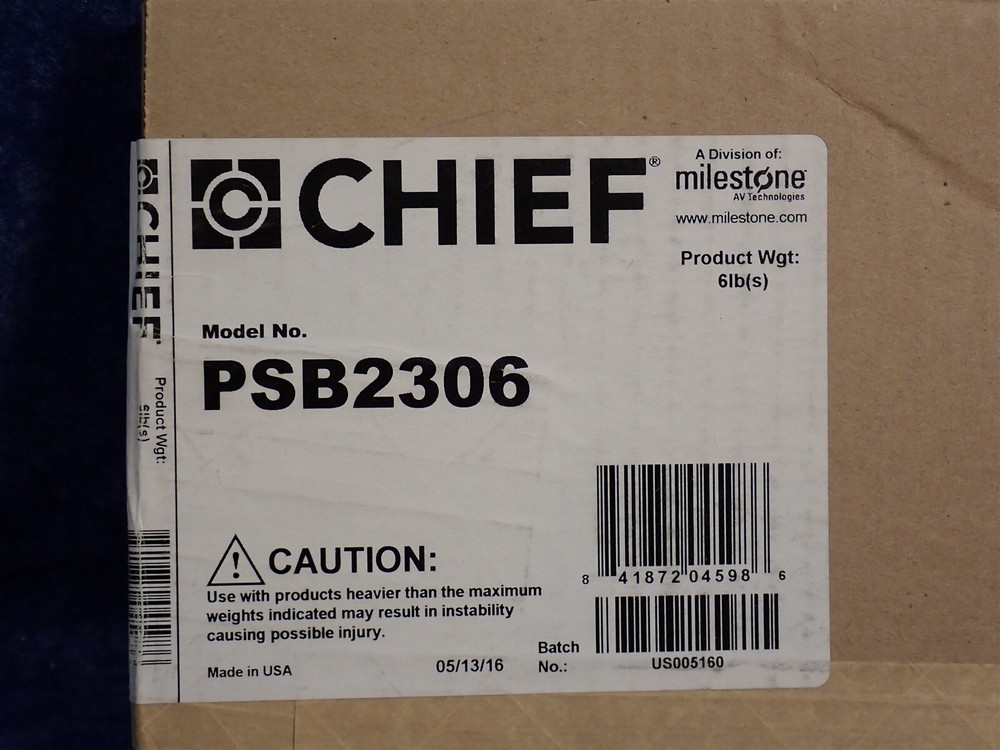 CHIEF®
A Division of:
milestone™
AV Technologies
www.milestone.com
Product Wgt:
6lb(s)
Model No.
PSB2306
CAUTION:
Use with products heavier than the maximum
weights indicated may result in instability
causing possible injury.
Made in USA
05/13/16
Batch
No.:
8 41872 04598 6
US005160
CHIEF
Product Wgt:
6lb(s)